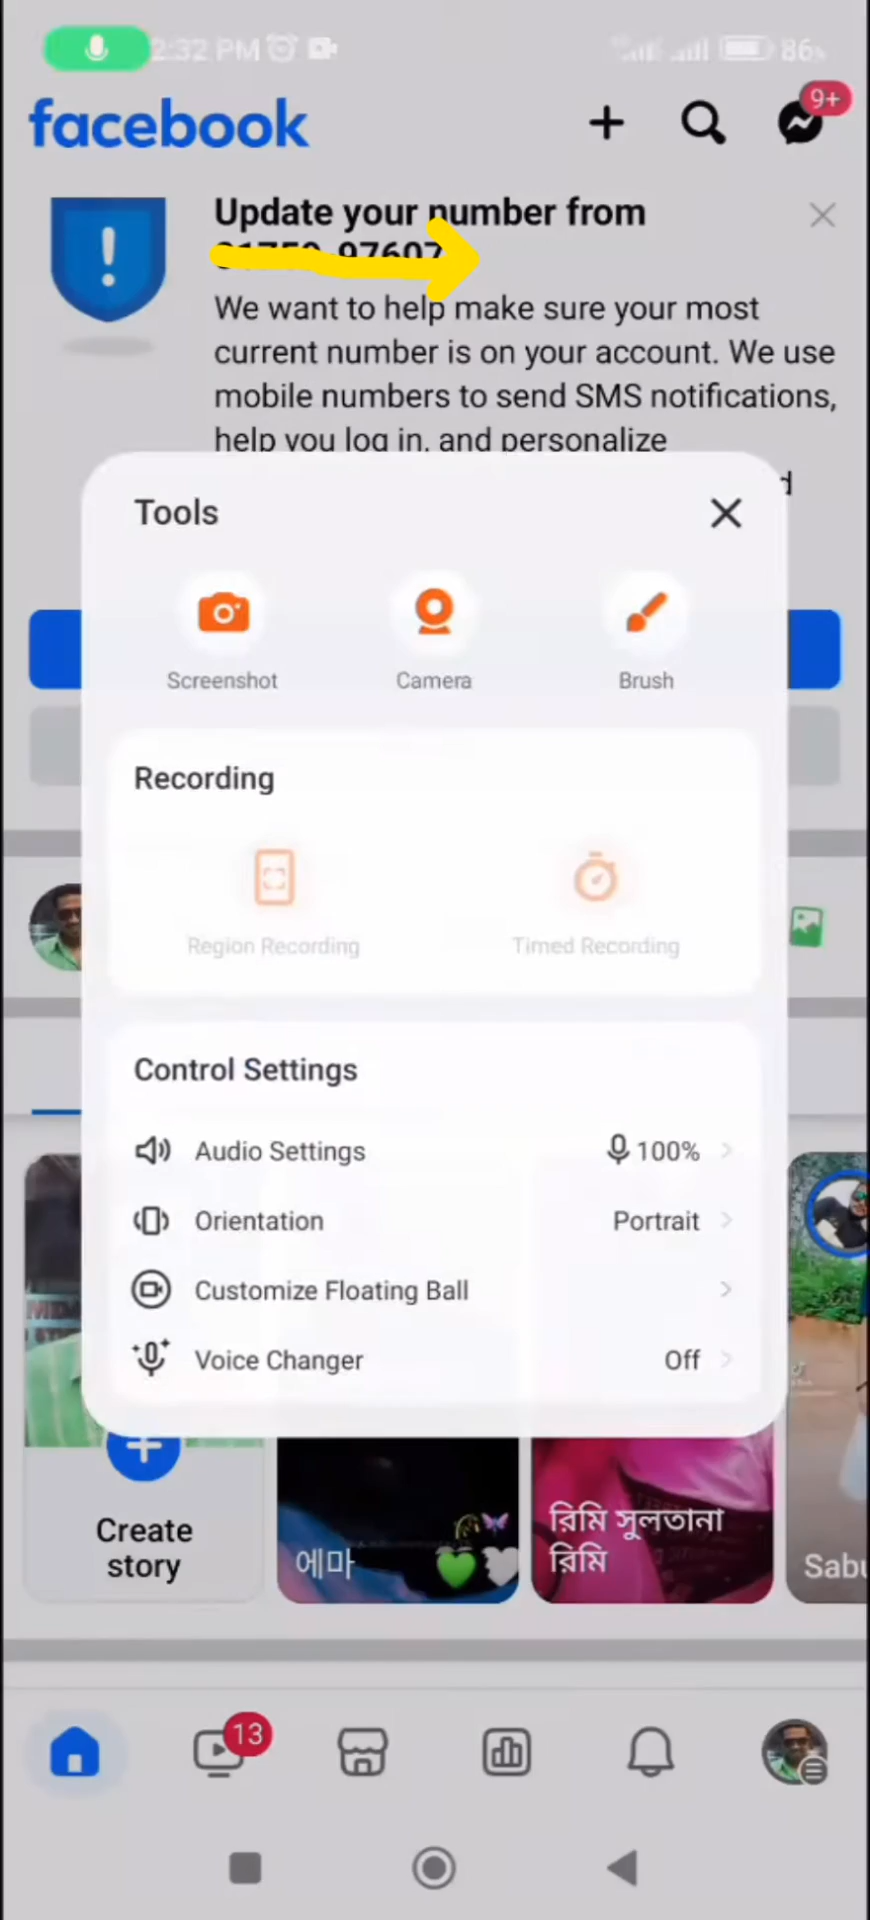 2:32 PM 86
facebook
9+
Update your number from
We want to help make sure your most
current number is on your account. We use
mobile numbers to send SMS notifications,
help you log in, and personalize
d
Tools
Screenshot Camera Brush
Recording
Region Recording Timed Recording
Control Settings
Audio Settings 100%
Orientation Portrait
Customize Floating Ball
Voice Changer Off
Create
story
에마
রিমি সুলতানা
রিমি
Sabu
13